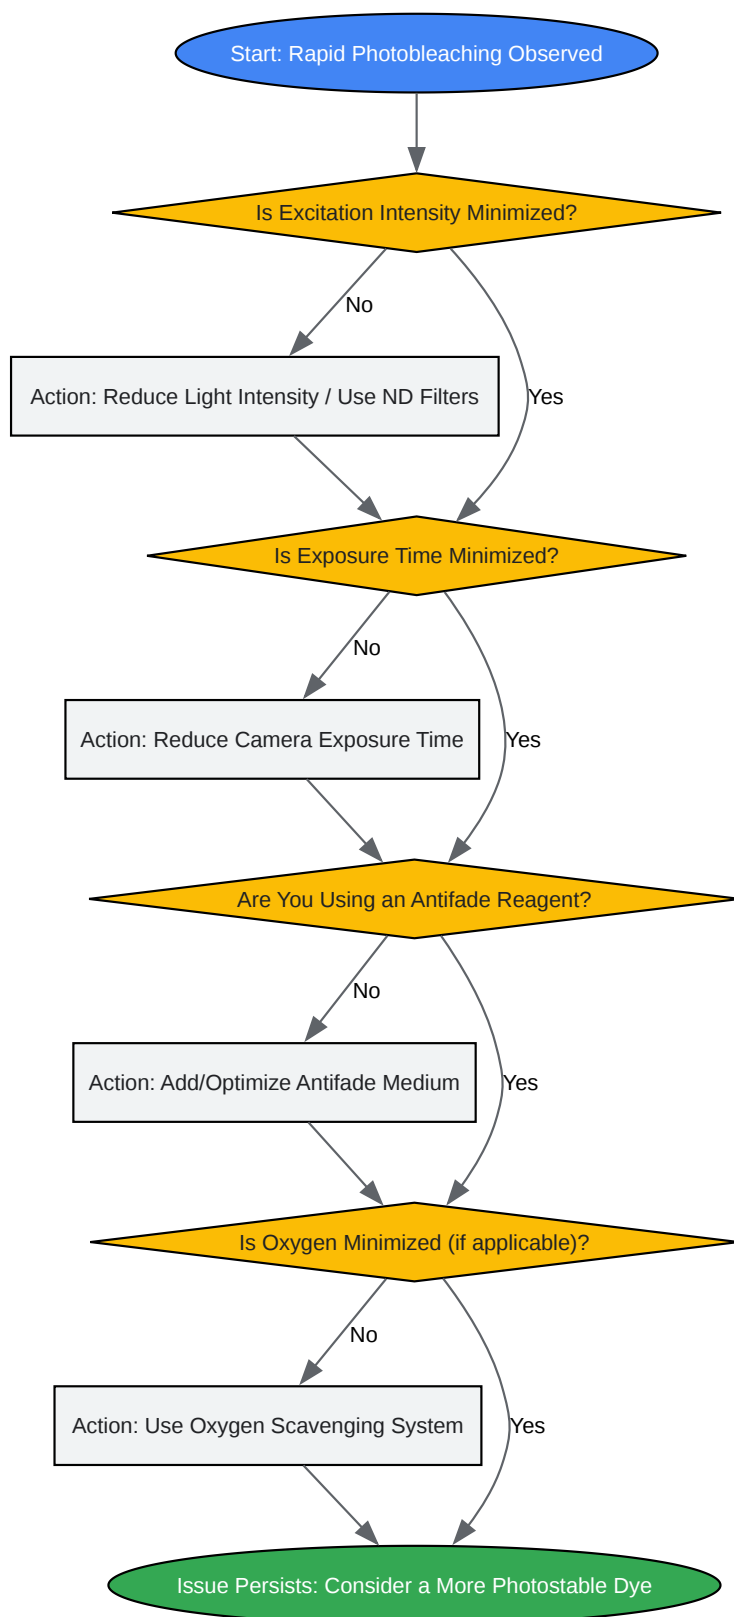 Start: Rapid Photobleaching Observed
Is Excitation Intensity Minimized?
No
Action: Reduce Light Intensity / Use ND Filters
Yes
Is Exposure Time Minimized?
No
Action: Reduce Camera Exposure Time
Yes
Are You Using an Antifade Reagent?
No
Action: Add/Optimize Antifade Medium
Yes
Is Oxygen Minimized (if applicable)?
No
Action: Use Oxygen Scavenging System
Yes
Issue Persists: Consider a More Photostable Dye